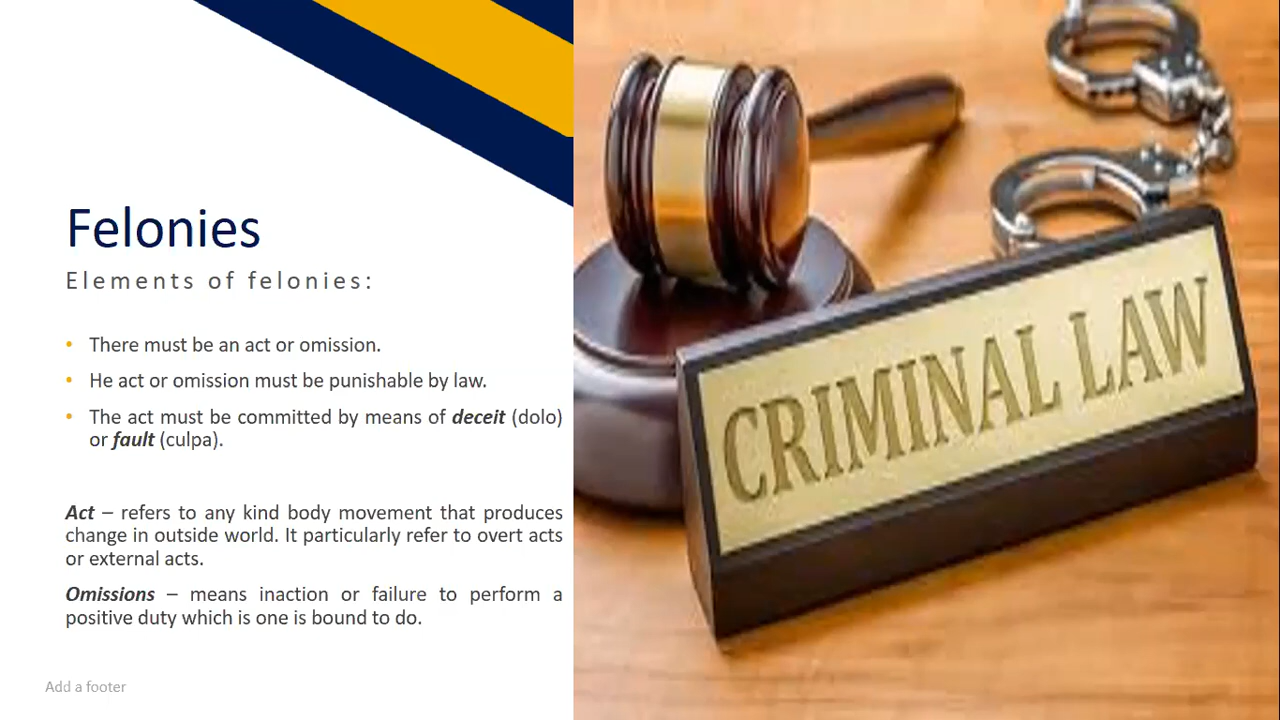 Felonies
Elements of felonies:
• There must be an act or omission.
• He act or omission must be punishable by law.
• The act must be committed by means of deceit (dolo)
or fault (culpa).
Act – refers to any kind body movement that produces
change in outside world. It particularly refer to overt acts
or external acts.
Omissions – means inaction or failure to perform a
positive duty which is one is bound to do.
Add a footer
CRIMINAL LAW